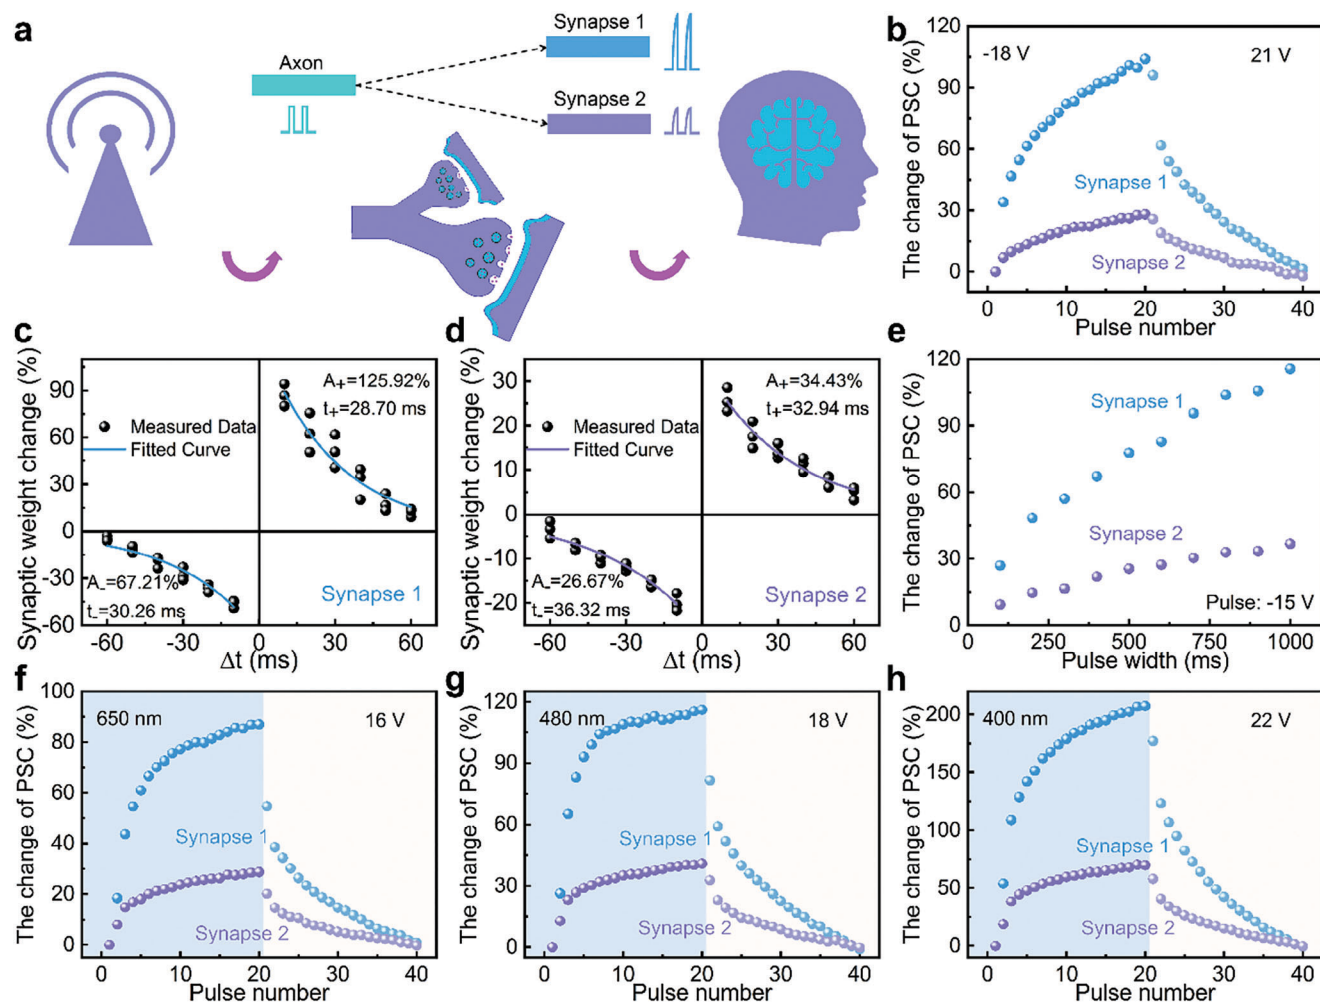 a
Axon
Synapse 1
Synapse 2
b
The change of PSC (%)
120
90
60
30
0
-18 V
21 V
Synapse 1
Synapse 2
0
10
20
30
40
Pulse number
c
Synaptic weight change (%)
90
60
30
0
-30
-60
A+=125.92%
t+=28.70 ms
Measured Data
Fitted Curve
A-=67.21%
t-=30.26 ms
Synapse 1
-60
-30
0
30
60
Δt (ms)
d
Synaptic weight change (%)
30
20
10
0
-10
-20
A+=34.43%
t+=32.94 ms
Measured Data
Fitted Curve
A-=26.67%
t-=36.32 ms
Synapse 2
-60
-30
0
30
60
Δt (ms)
e
The change of PSC (%)
120
90
60
30
0
Synapse 1
Synapse 2
Pulse: -15 V
250
500
750
1000
Pulse width (ms)
f
The change of PSC (%)
100
80
60
40
20
0
650 nm
16 V
Synapse 1
Synapse 2
0
10
20
30
40
Pulse number
g
The change of PSC (%)
120
90
60
30
0
480 nm
18 V
Synapse 1
Synapse 2
0
10
20
30
40
Pulse number
h
The change of PSC (%)
200
150
100
50
0
400 nm
22 V
Synapse 1
Synapse 2
0
10
20
30
40
Pulse number